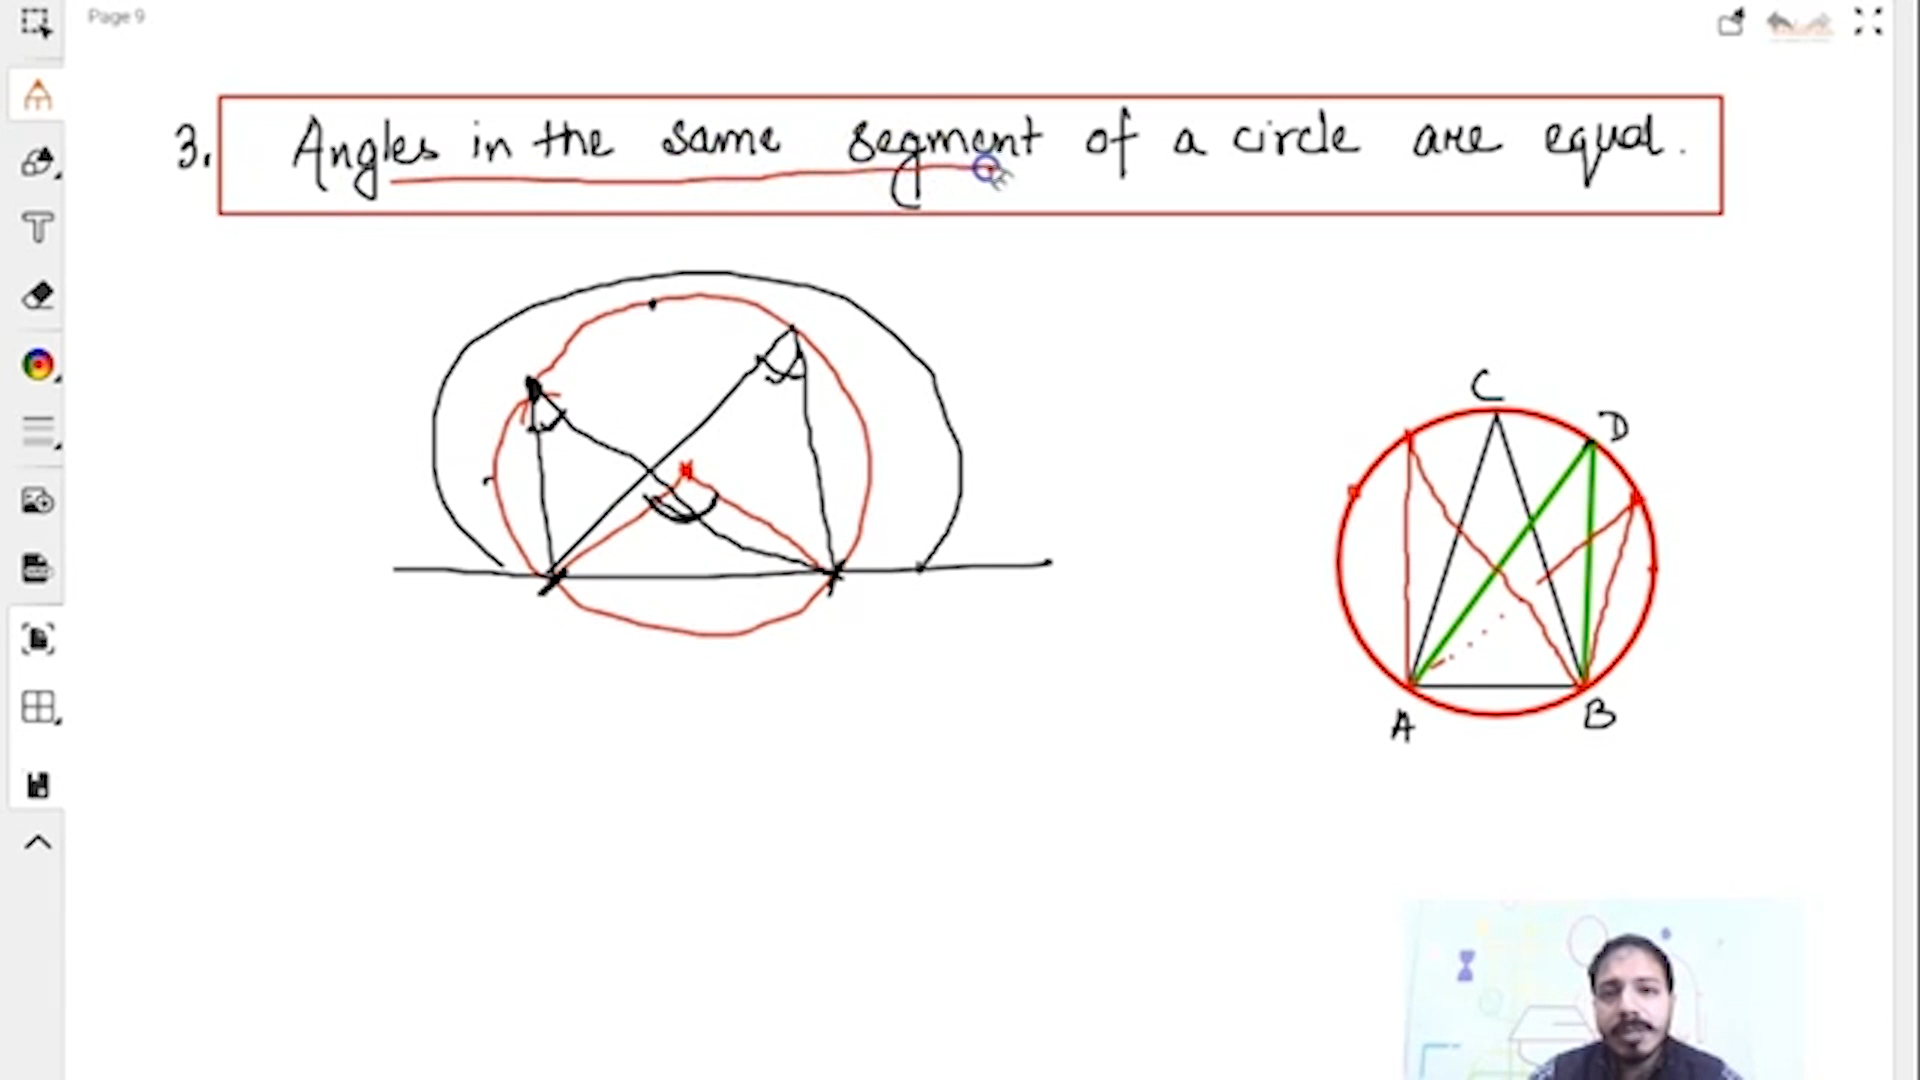 Page 9
3. Angles in the same segment of a circle are equal.
C
D
A
B